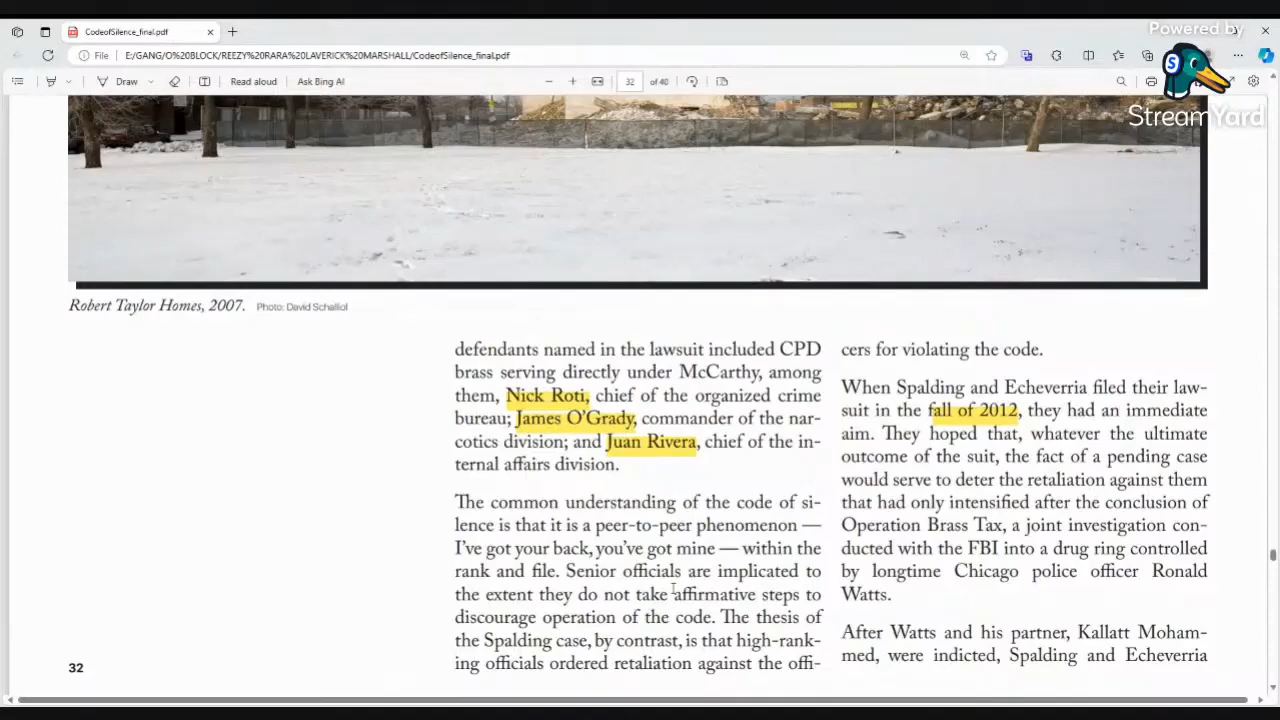 Powered by
CodeofSilence_final.pdf
File E:/GANG/O%20BLOCK/REEZY%20RARA%20LAVERICK%20MARSHALL/CodeofSilence_final.pdf
Draw Read aloud Ask Bing AI 32 of 40
S
StreamYard
Robert Taylor Homes, 2007. Photo: David Schalliol
defendants named in the lawsuit included CPD
brass serving directly under McCarthy, among
them, Nick Roti, chief of the organized crime
bureau; James O’Grady, commander of the nar-
cotics division; and Juan Rivera, chief of the in-
ternal affairs division.
The common understanding of the code of si-
lence is that it is a peer-to-peer phenomenon —
I’ve got your back, you’ve got mine — within the
rank and file. Senior officials are implicated to
the extent they do not take affirmative steps to
discourage operation of the code. The thesis of
the Spalding case, by contrast, is that high-rank-
ing officials ordered retaliation against the offi-
32
cers for violating the code.
When Spalding and Echeverria filed their law-
suit in the fall of 2012, they had an immediate
aim. They hoped that, whatever the ultimate
outcome of the suit, the fact of a pending case
would serve to deter the retaliation against them
that had only intensified after the conclusion of
Operation Brass Tax, a joint investigation con-
ducted with the FBI into a drug ring controlled
by longtime Chicago police officer Ronald
Watts.
After Watts and his partner, Kallatt Moham-
med, were indicted, Spalding and Echeverria